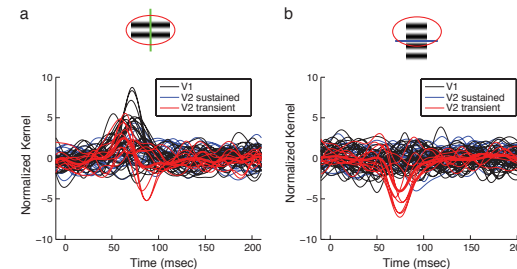 a
V1
V2 sustained
V2 transient
Normalized Kernel
10
5
0
−5
−10
0
50
100
150
200
Time (msec)
b
V1
V2 sustained
V2 transient
Normalized Kernel
10
5
0
−5
−10
0
50
100
150
200
Time (msec)